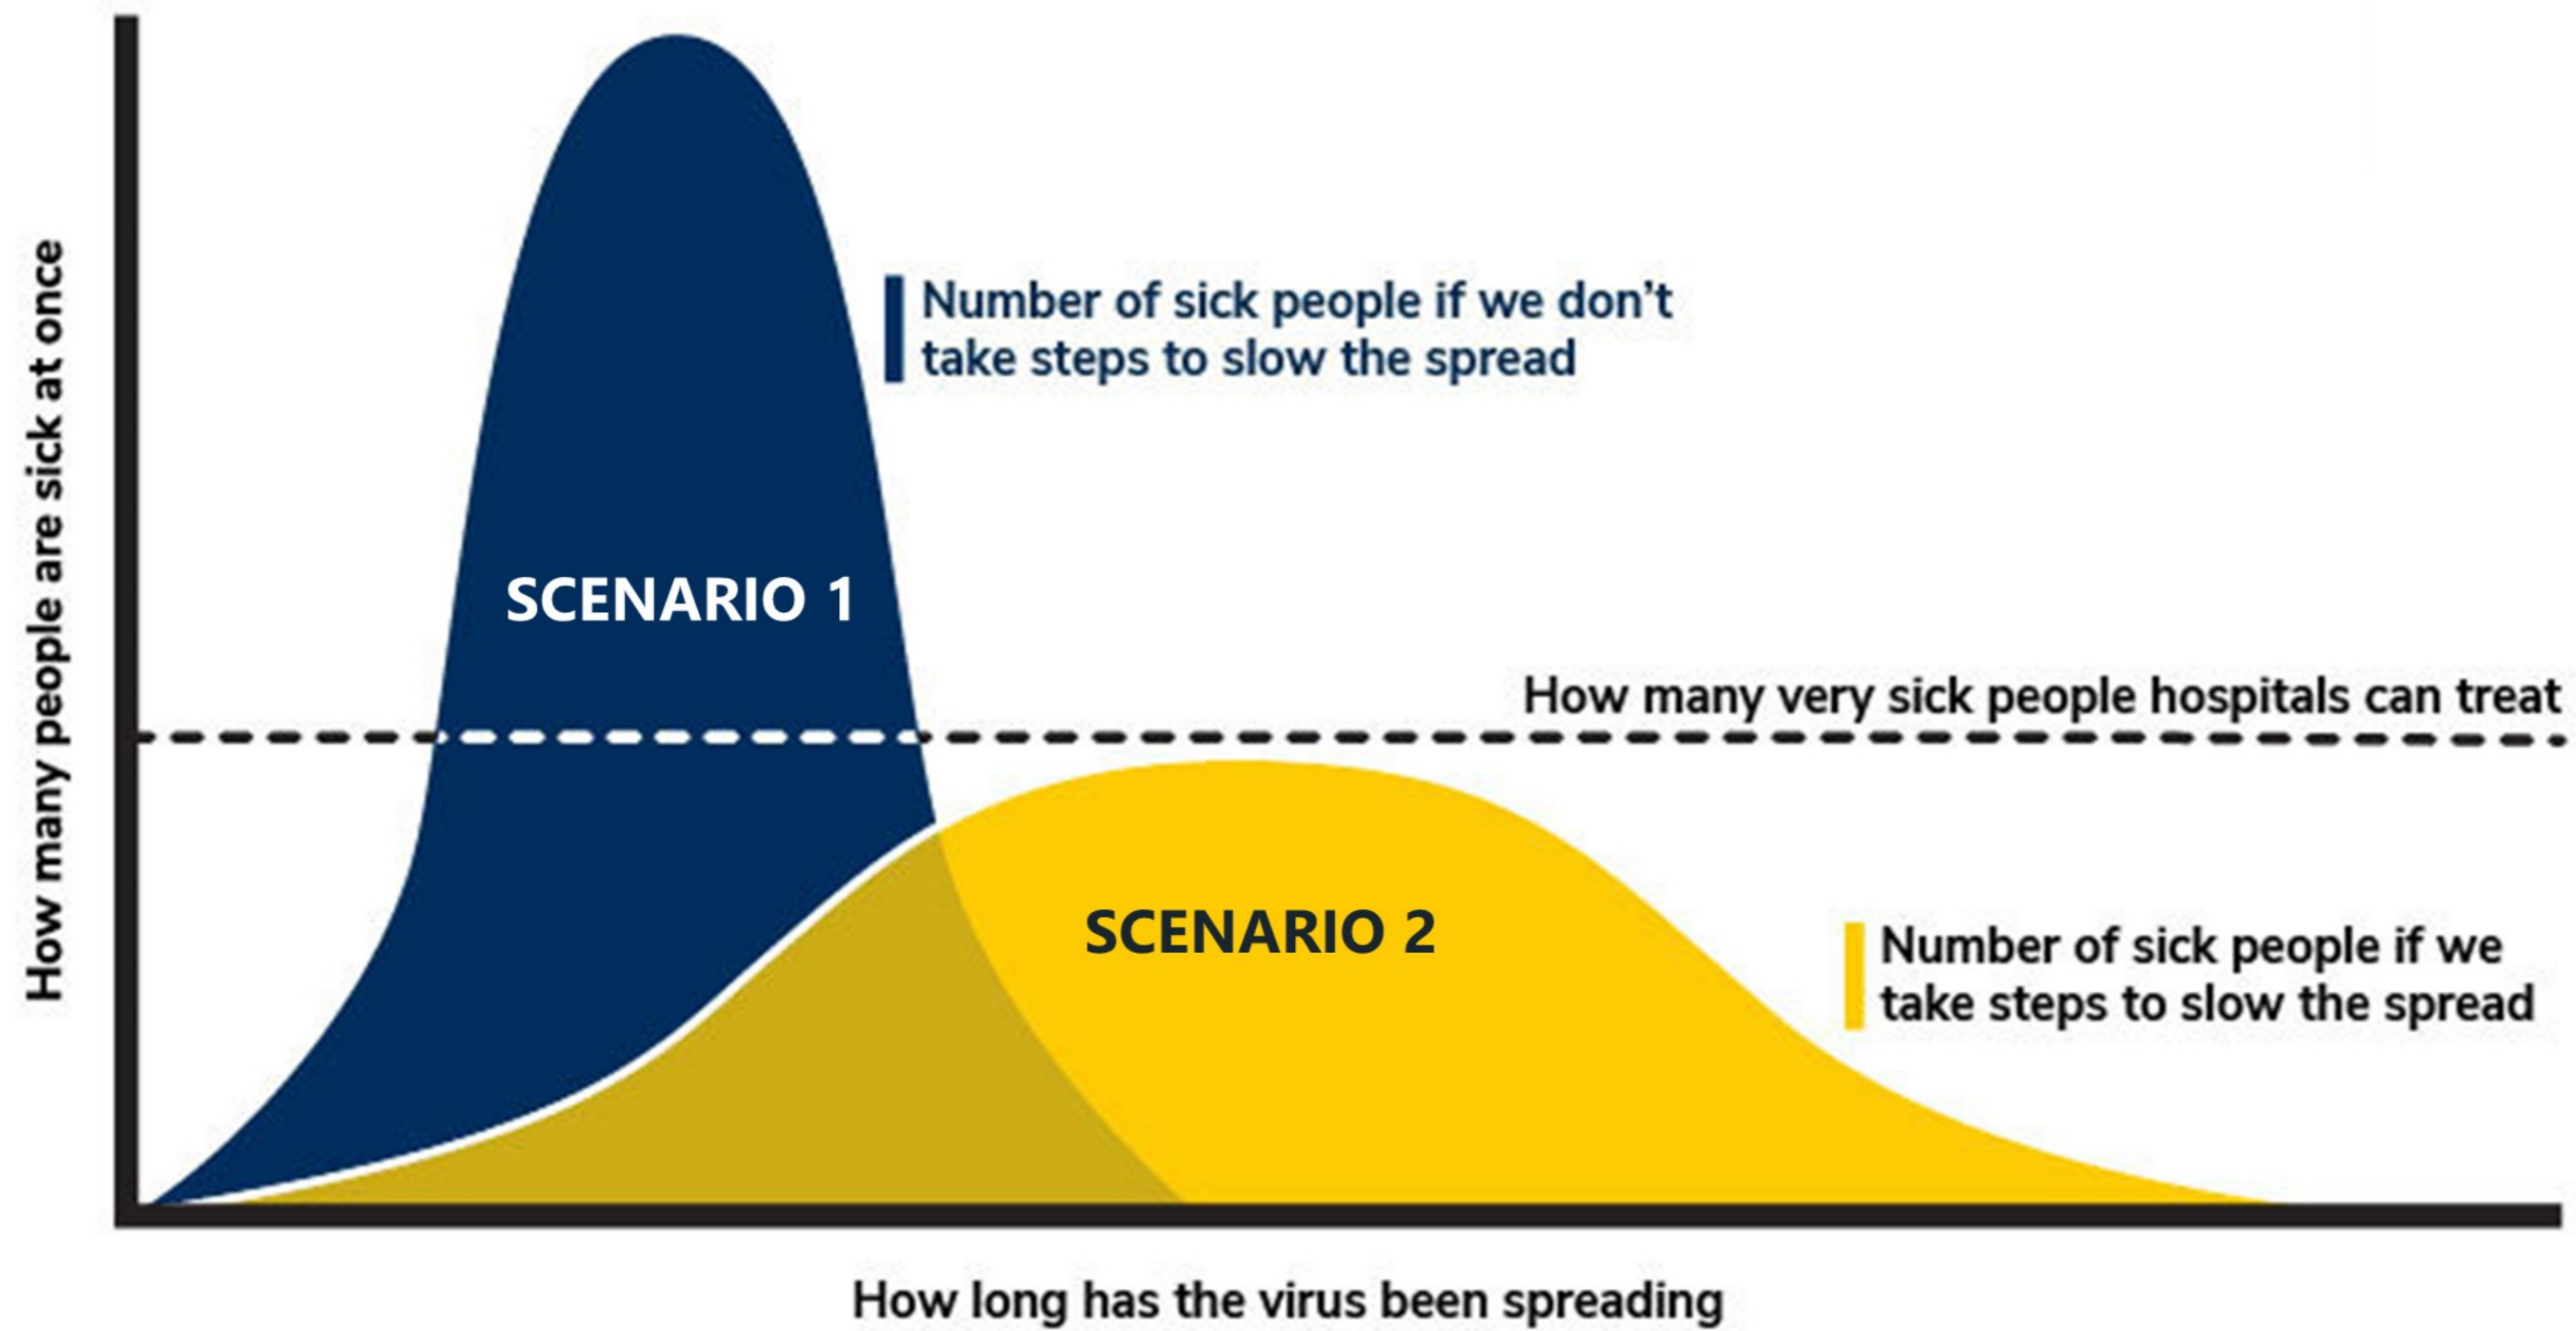 How many people are sick at once
Number of sick people if we don't
take steps to slow the spread
SCENARIO 1
How many very sick people hospitals can treat
SCENARIO 2
Number of sick people if we
take steps to slow the spread
How long has the virus been spreading